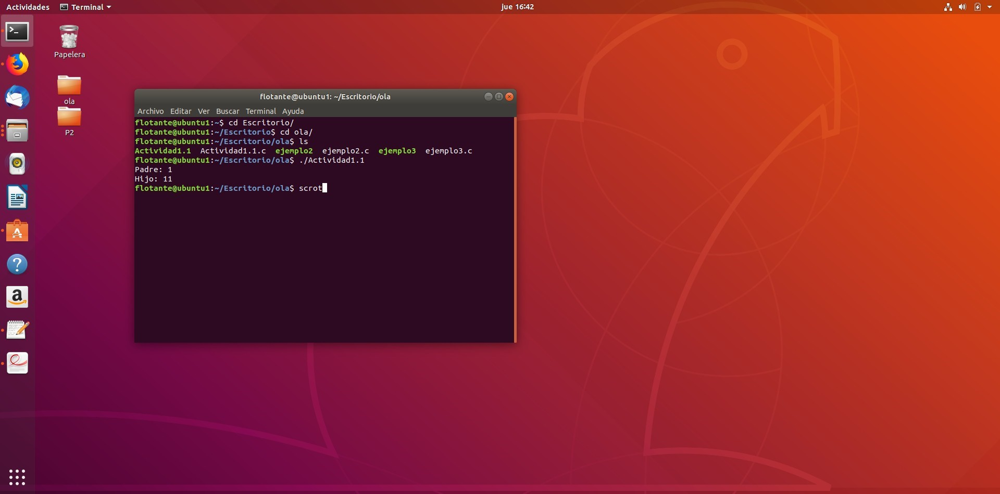 Actividades Terminal jue 16:42
Papelera
ola
P2
flotante@ubuntu1: ~/Escritorio/ola
Archivo Editar Ver Buscar Terminal Ayuda
flotante@ubuntu1:~$ cd Escritorio/
flotante@ubuntu1:~/Escritorio$ cd ola/
flotante@ubuntu1:~/Escritorio/ola$ ls
Actividad1.1 Actividad1.1.c ejemplo2 ejemplo2.c ejemplo3 ejemplo3.c
flotante@ubuntu1:~/Escritorio/ola$ ./Actividad1.1
Padre: 1
Hijo: 11
flotante@ubuntu1:~/Escritorio/ola$ scrot